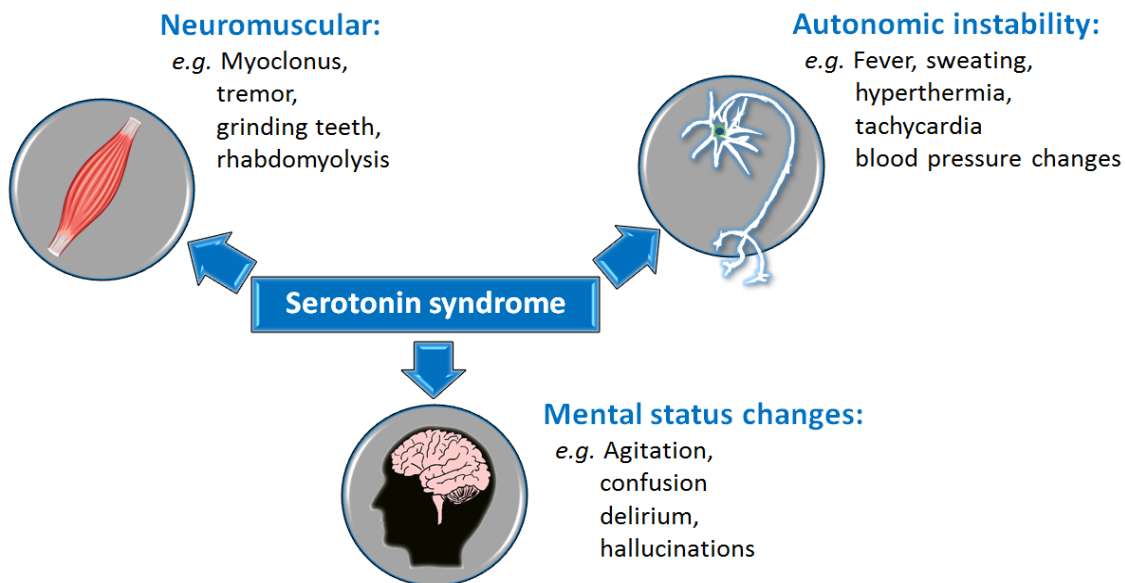 Neuromuscular:
e.g. Myoclonus,
tremor,
grinding teeth,
rhabdomyolysis
Autonomic instability:
e.g. Fever, sweating,
hyperthermia,
tachycardia
blood pressure changes
Serotonin syndrome
Mental status changes:
e.g. Agitation,
confusion
delirium,
hallucinations